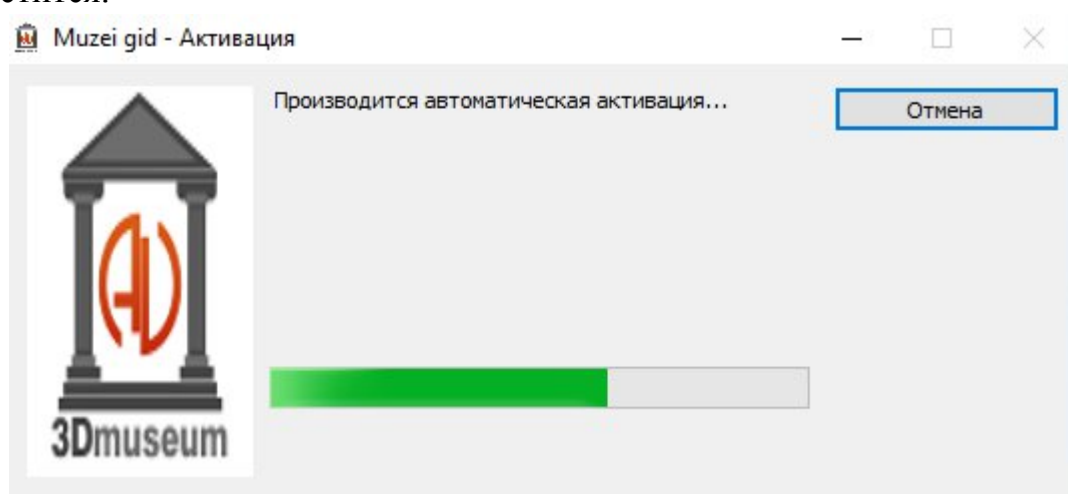 Muzei gid - Активация
Производится автоматическая активация...
Отмена
3Dmuseum